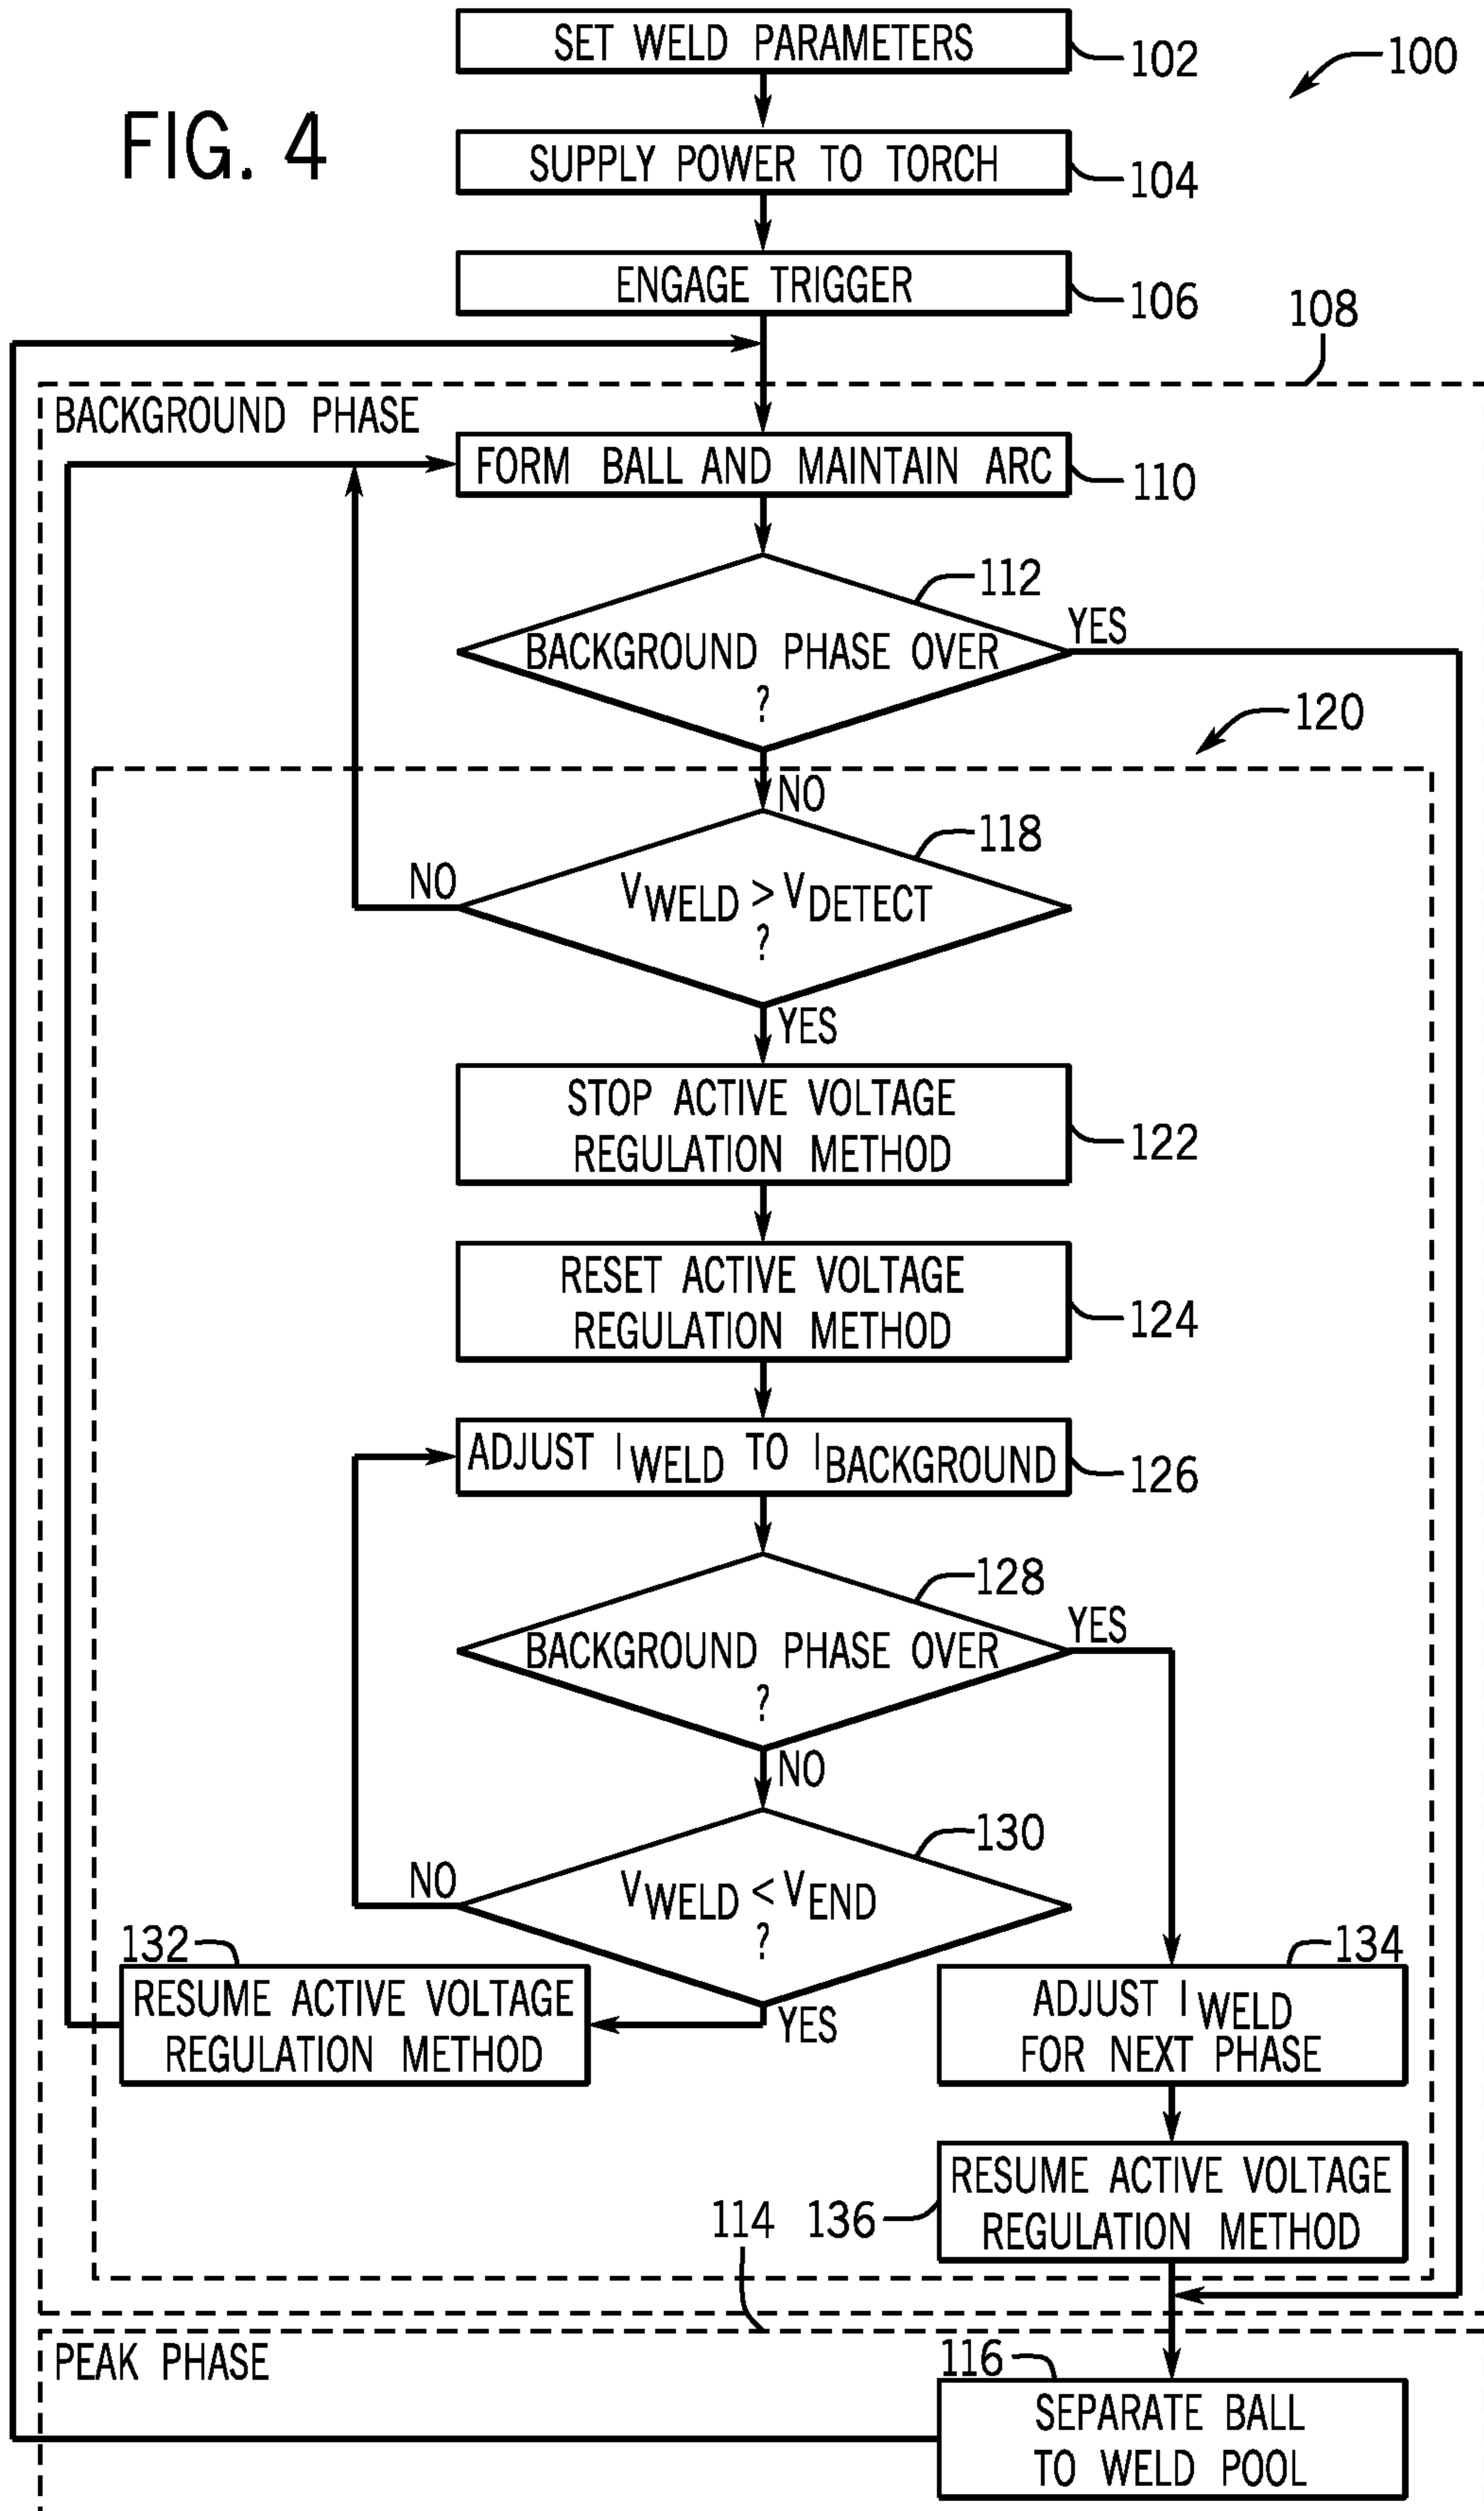 SET WELD PARAMETERS
102
100
FIG. 4
SUPPLY POWER TO TORCH
104
ENGAGE TRIGGER
106
108
BACKGROUND PHASE
FORM BALL AND MAINTAIN ARC
110
112
BACKGROUND PHASE OVER
?
YES
120
NO
118
NO
VWELD > VDETECT
?
YES
STOP ACTIVE VOLTAGE
REGULATION METHOD
122
RESET ACTIVE VOLTAGE
REGULATION METHOD
124
ADJUST IWELD TO IBACKGROUND
126
128
BACKGROUND PHASE OVER
?
YES
NO
130
NO
VWELD < VEND
?
YES
132
RESUME ACTIVE VOLTAGE
REGULATION METHOD
134
ADJUST IWELD
FOR NEXT PHASE
RESUME ACTIVE VOLTAGE
REGULATION METHOD
136
114
PEAK PHASE
116
SEPARATE BALL
TO WELD POOL